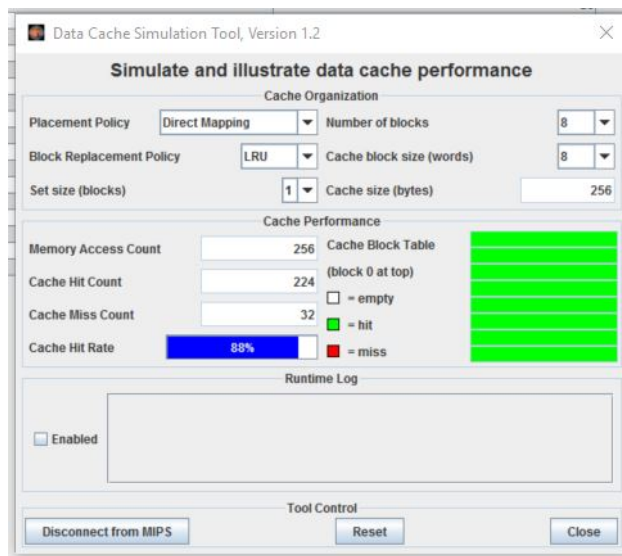 Data Cache Simulation Tool, Version 1.2
Simulate and illustrate data cache performance
Cache Organization
Placement Policy Direct Mapping Number of blocks 8
Block Replacement Policy LRU Cache block size (words) 8
Set size (blocks) 1 Cache size (bytes) 256
Cache Performance
Memory Access Count 256 Cache Block Table
(block 0 at top)
Cache Hit Count 224
= empty
Cache Miss Count 32
= hit
Cache Hit Rate 88%
= miss
Runtime Log
Enabled
Tool Control
Disconnect from MIPS Reset Close